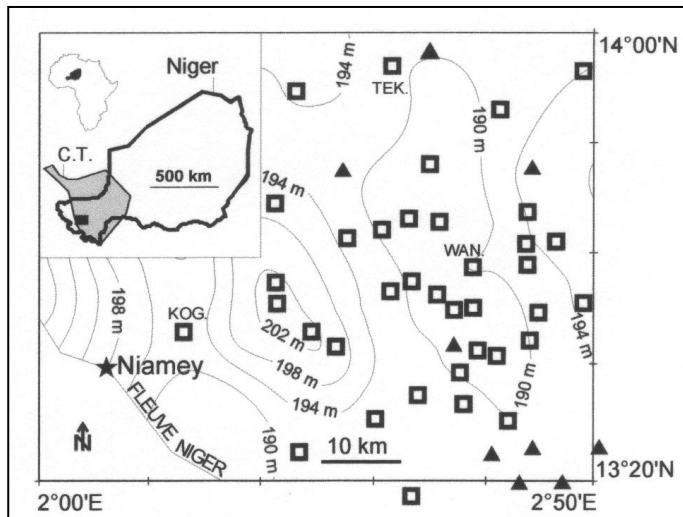 14°00'N
Niger
C.T.
500 km
194 m
TEK.
190 m
194 m
WAN.
198 m
KOG.
202 m
Niamey
198 m
194 m
194 m
190 m
FLEUVE NIGER
190 m
N
10 km
13°20'N
2°00'E
2°50'E